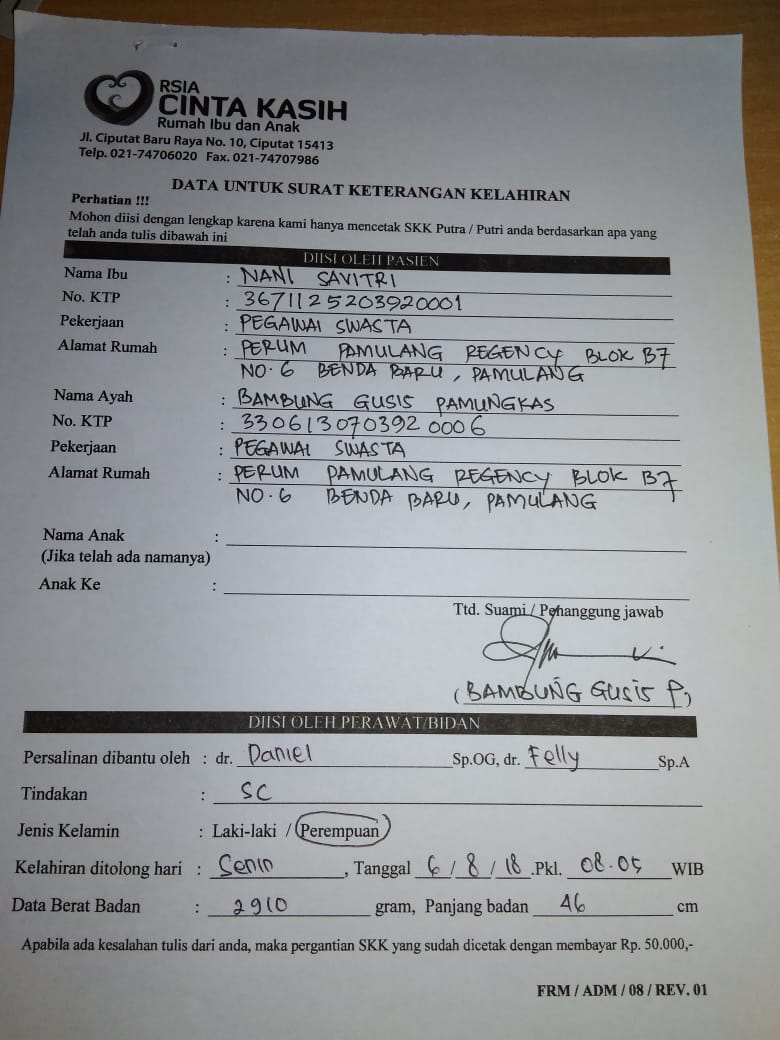 RSIA
CINTA KASIH
Rumah Ibu dan Anak
Jl. Ciputat Baru Raya No. 10, Ciputat 15413
Telp. 021-74706020 Fax. 021-74707986
DATA UNTUK SURAT KETERANGAN KELAHIRAN
Perhatian !!!
Mohon diisi dengan lengkap karena kami hanya mencetak SKK Putra / Putri anda berdasarkan apa yang
telah anda tulis dibawah ini
DIISI OLEH PASIEN
Nama Ibu : NANI SAVITRI
No. KTP : 3671125203920001
Pekerjaan : PEGAWAI SWASTA
Alamat Rumah : PERUM PAMULANG REGENCY BLOK B7
NO. 6 BENDA BARU, PAMULANG
Nama Ayah : BAMBUNG GUSIS PAMUNGKAS
No. KTP : 3306130703920006
Pekerjaan : PEGAWAI SWASTA
Alamat Rumah : PERUM PAMULANG REGENCY BLOK B7
NO. 6 BENDA BARU, PAMULANG
Nama Anak :
(Jika telah ada namanya)
Anak Ke :
Ttd. Suami / Penanggung jawab
(BAMBUNG GUSIS P)
DIISI OLEH PERAWAT/BIDAN
Persalinan dibantu oleh : dr. Daniel Sp.OG, dr. Felly Sp.A
Tindakan : SC
Jenis Kelamin : Laki-laki / Perempuan
Kelahiran ditolong hari : Senin, Tanggal 6 / 8 / 18 .Pkl. 08.05 WIB
Data Berat Badan : 2910 gram, Panjang badan 46 cm
Apabila ada kesalahan tulis dari anda, maka pergantian SKK yang sudah dicetak dengan membayar Rp. 50.000,-
FRM / ADM / 08 / REV. 01